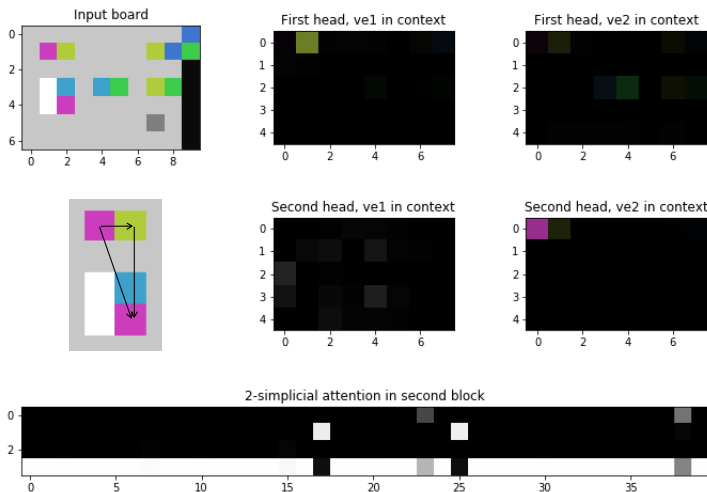 Input board
First head, ve1 in context
First head, ve2 in context
0
2
4
6
0 2 4 6 8
0
1
2
3
4
0 2 4 6
0
1
2
3
4
0 2 4 6
Second head, ve1 in context
Second head, ve2 in context
0
1
2
3
4
0 2 4 6
0
1
2
3
4
0 2 4 6
2-simplicial attention in second block
0
2
0 5 10 15 20 25 30 35